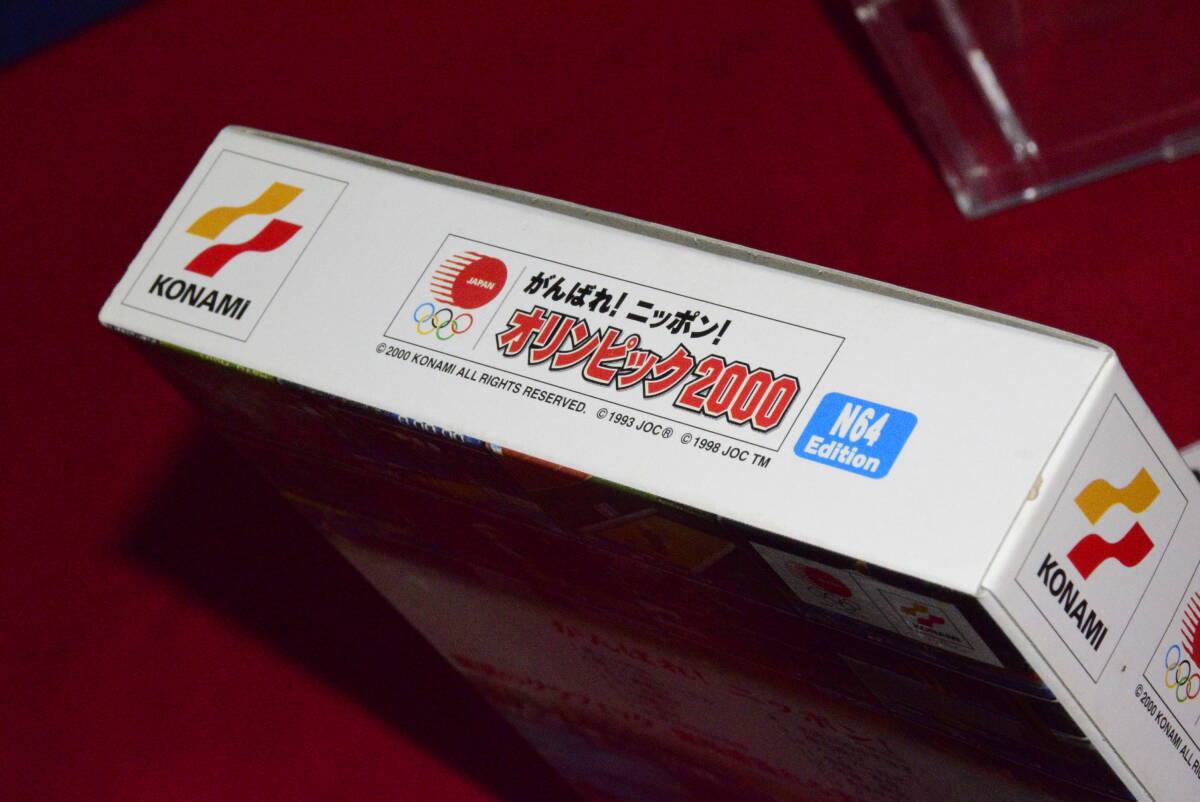 KONAMI
JAPAN
がんばれ！ニッポン！
オリンピック2000
©2000 KONAMI ALL RIGHTS RESERVED. ©1993 JOC® ©1998 JOC TM
N64
Edition
KONAMI
©2000 KONAMI ALL
KONAMI